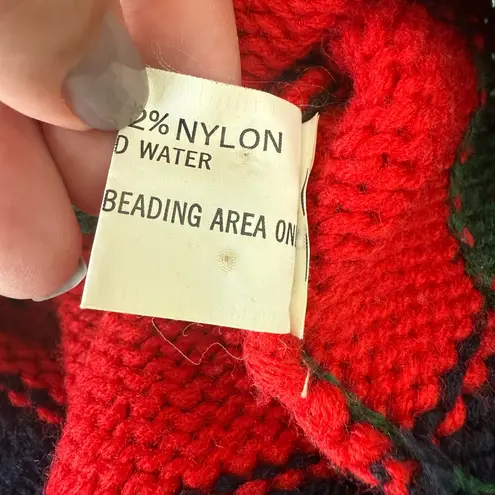 2% NYLON
D WATER
BEADING AREA ON